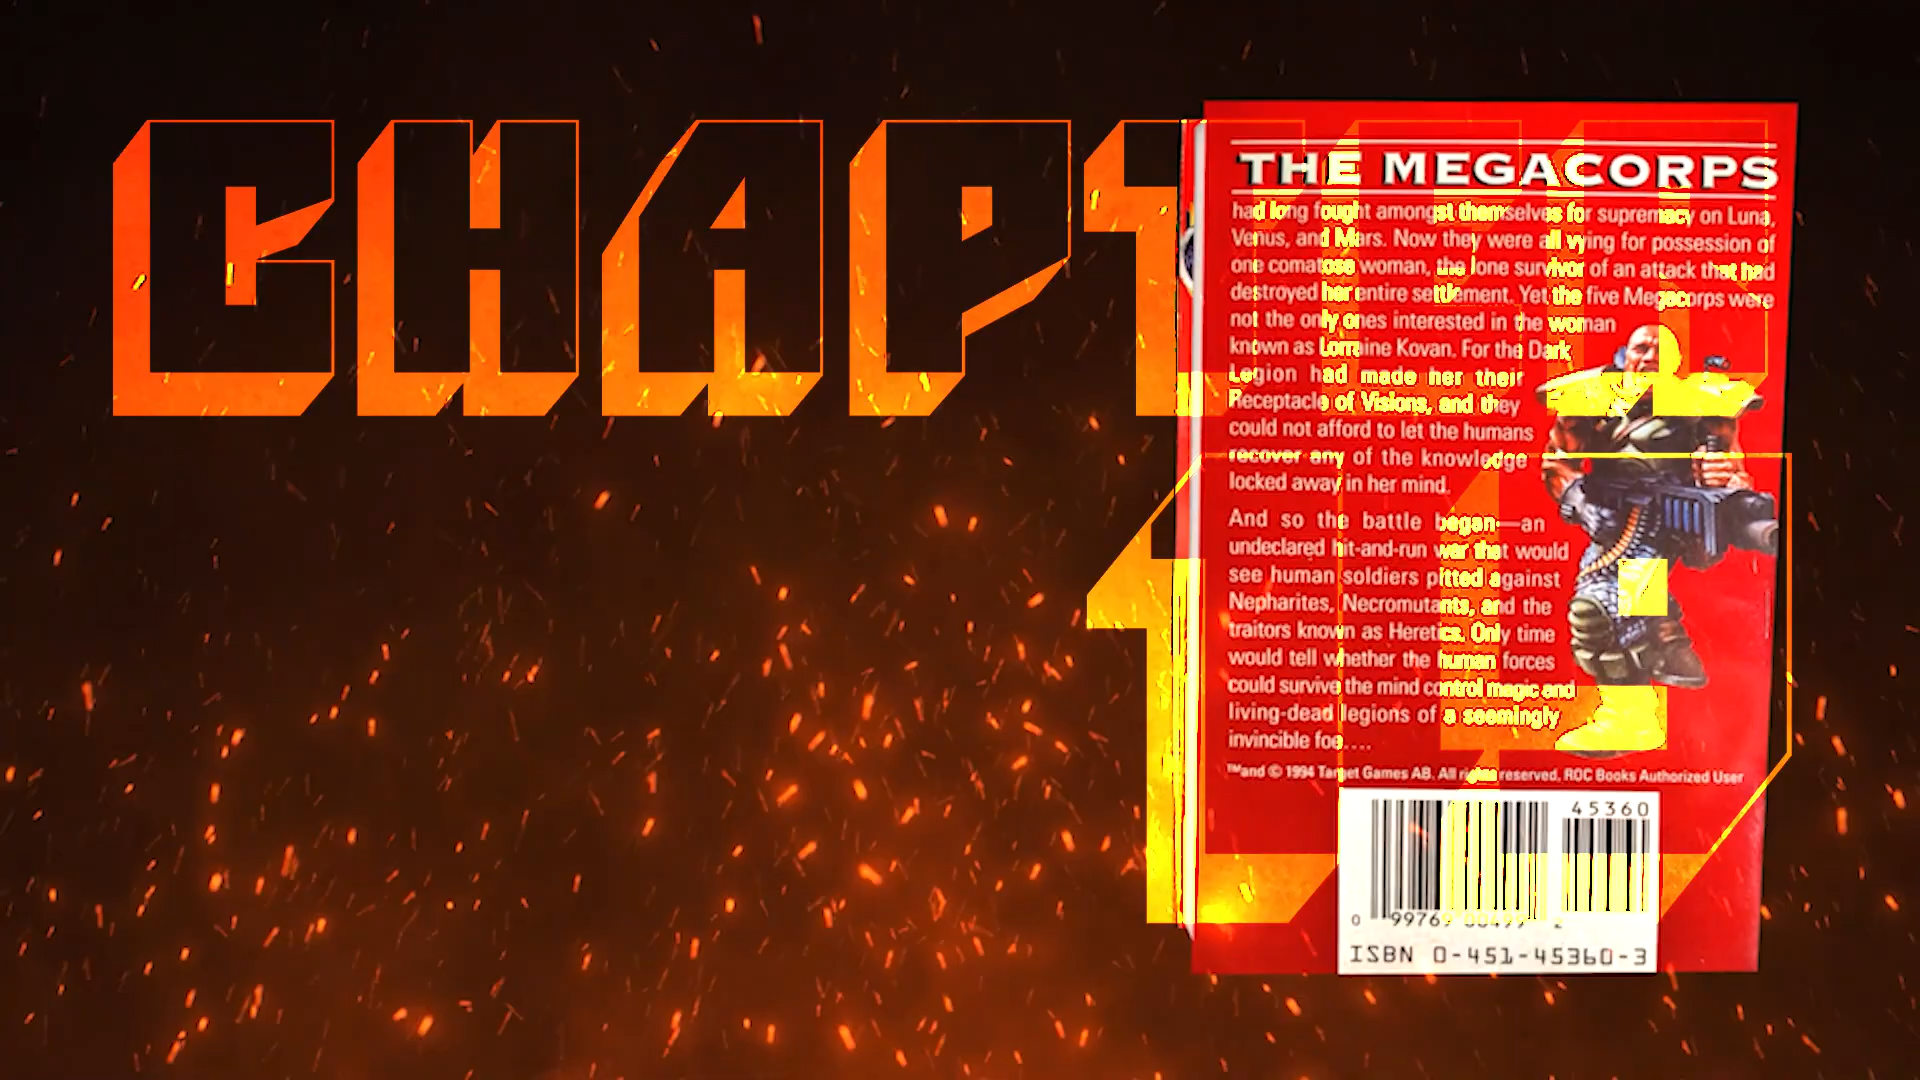 CHAPTER
10
THE MEGACORPS
had long fought amongst themselves for supremacy on Luna,
Venus, and Mars. Now they were all vying for possession of
one comatose woman, the lone survivor of an attack that had
destroyed her entire settlement. Yet the five Megacorps were
not the only ones interested in the woman
known as Lorraine Kovan. For the Dark
Legion had made her their
Receptacle of Visions, and they
could not afford to let the humans
recover any of the knowledge
locked away in her mind.
And so the battle began—an
undeclared hit-and-run war that would
see human soldiers pitted against
Nepharites, Necromutants, and the
traitors known as Heretics. Only time
would tell whether the human forces
could survive the mind control magic and
living-dead legions of a seemingly
invincible foe....
™and © 1994 Target Games AB. All rights reserved. ROC Books Authorized User
45360
0 99769 00499 2
ISBN 0-451-45360-3